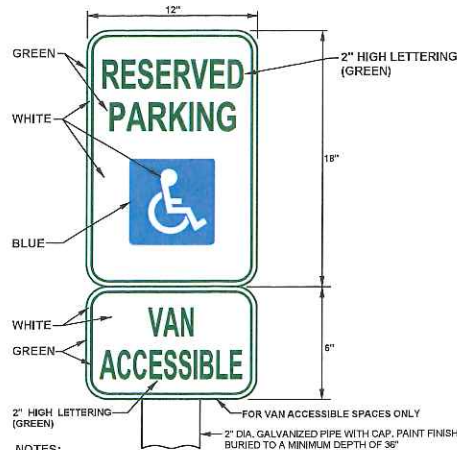 12"
GREEN
2" HIGH LETTERING
(GREEN)
RESERVED
PARKING
WHITE
18"
BLUE
WHITE
VAN
GREEN
ACCESSIBLE
6"
2" HIGH LETTERING
(GREEN)
FOR VAN ACCESSIBLE SPACES ONLY
2" DIA. GALVANIZED PIPE WITH CAP, PAINT FINISH
BURIED TO A MINIMUM DEPTH OF 36"
NOTES: